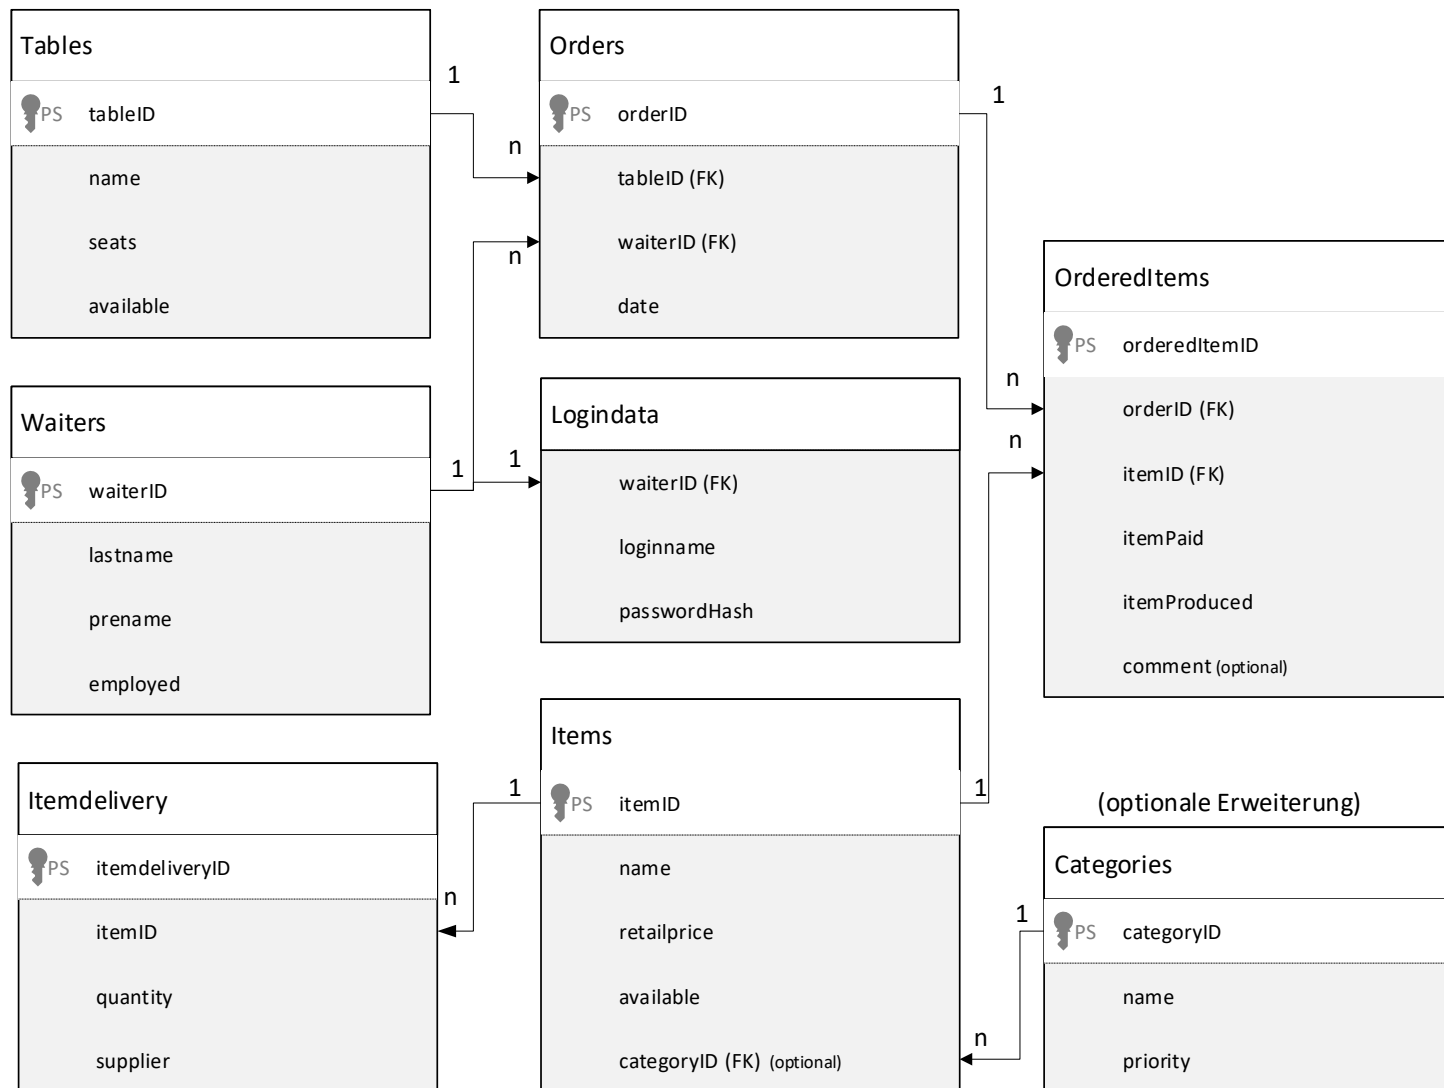 Tables
PS tableID
name
seats
available
1
n
Orders
PS orderID
tableID (FK)
waiterID (FK)
date
n
1
n
OrderedItems
PS orderedItemID
orderID (FK)
itemID (FK)
itemPaid
itemProduced
comment (optional)
n
Waiters
PS waiterID
lastname
prename
employed
1
1
Logindata
waiterID (FK)
loginname
passwordHash
Itemdelivery
PS itemdeliveryID
itemID
quantity
supplier
n
1
Items
PS itemID
name
retailprice
available
categoryID (FK) (optional)
1
(optionale Erweiterung)
Categories
PS categoryID
name
priority
1
n